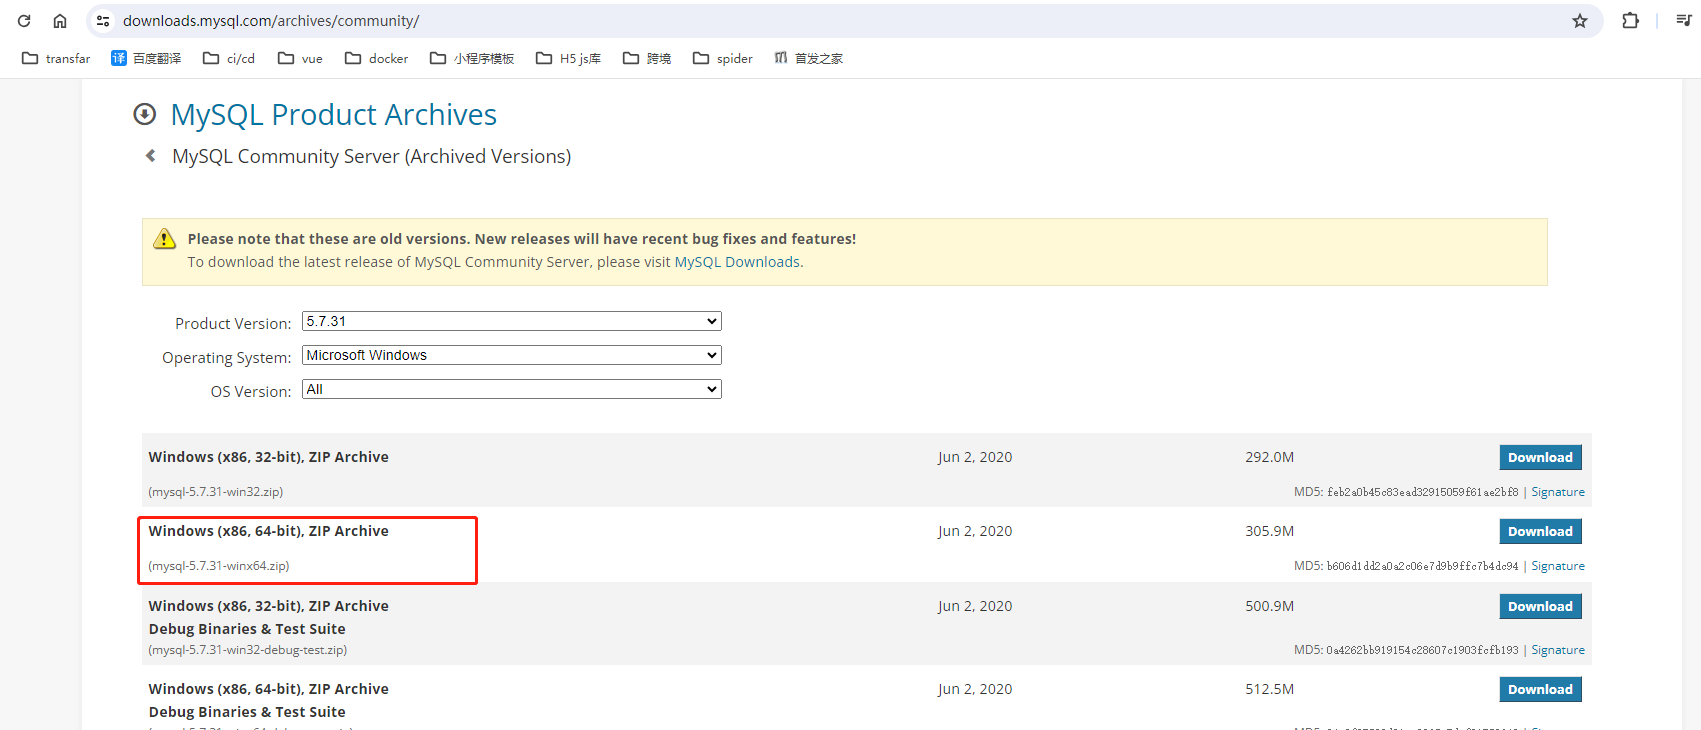 downloads.mysql.com/archives/community/
transfar 译 百度翻译 ci/cd vue docker 小程序模板 H5 js库 跨境 spider 首发之家
MySQL Product Archives
MySQL Community Server (Archived Versions)
Please note that these are old versions. New releases will have recent bug fixes and features!
To download the latest release of MySQL Community Server, please visit MySQL Downloads.
Product Version: 5.7.31
Operating System: Microsoft Windows
OS Version: All
Windows (x86, 32-bit), ZIP Archive Jun 2, 2020 292.0M Download
(mysql-5.7.31-win32.zip) MD5: feb2a0b45c83ead32915059f61ae2bf8 | Signature
Windows (x86, 64-bit), ZIP Archive Jun 2, 2020 305.9M Download
(mysql-5.7.31-winx64.zip) MD5: b606d1dd2a0a2c06e7d9b9ffc7b4dc94 | Signature
Windows (x86, 32-bit), ZIP Archive Jun 2, 2020 500.9M Download
Debug Binaries & Test Suite
(mysql-5.7.31-win32-debug-test.zip) MD5: 0a4262bb919154c28607c1903fcfb193 | Signature
Windows (x86, 64-bit), ZIP Archive Jun 2, 2020 512.5M Download
Debug Binaries & Test Suite